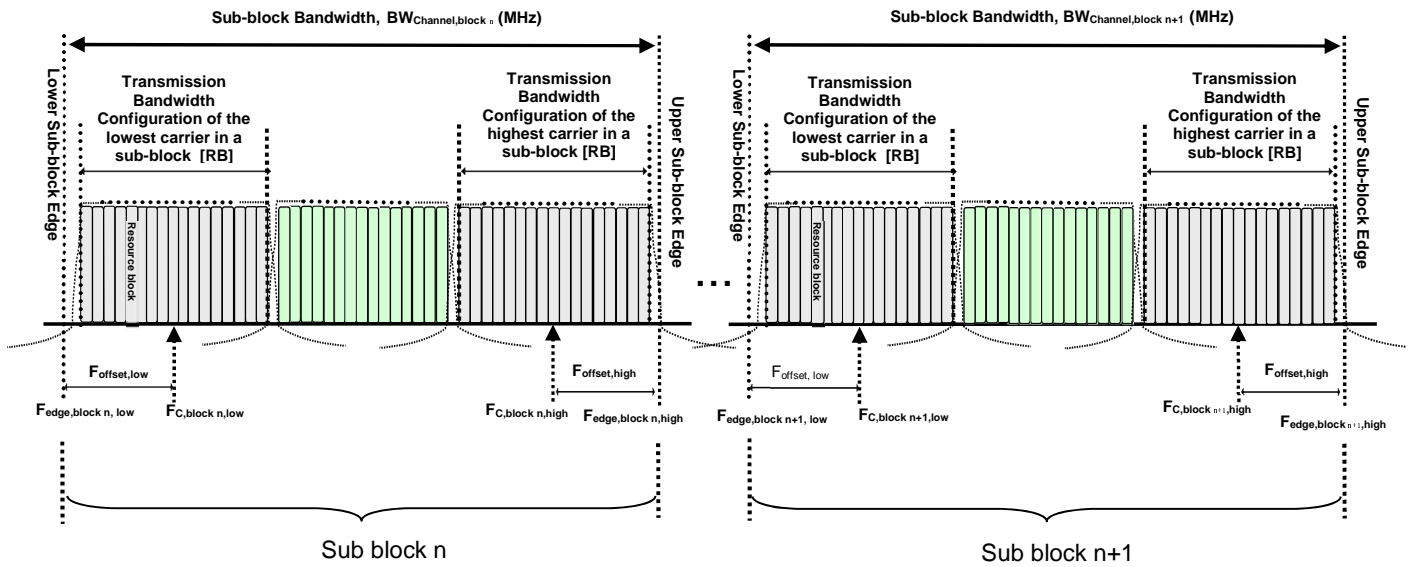 Sub-block Bandwidth, BWChannel,block n (MHz)
Lower Sub-block Edge
Transmission
Bandwidth
Configuration of the
lowest carrier in a
sub-block [RB]
Transmission
Bandwidth
Configuration of the
highest carrier in a
sub-block [RB]
Upper Sub-block Edge
Resource block
Foffset,low
Foffset,high
Fedge,block n, low
FC,block n,low
FC,block n,high
Fedge,block n,high
Sub block n
...
Sub-block Bandwidth, BWChannel,block n+1 (MHz)
Lower Sub-block Edge
Transmission
Bandwidth
Configuration of the
lowest carrier in a
sub-block [RB]
Transmission
Bandwidth
Configuration of the
highest carrier in a
sub-block [RB]
Upper Sub-block Edge
Resource block
Foffset, low
Foffset,high
Fedge,block n+1, low
FC,block n+1,low
FC,block n+1,high
Fedge,block n+1,high
Sub block n+1